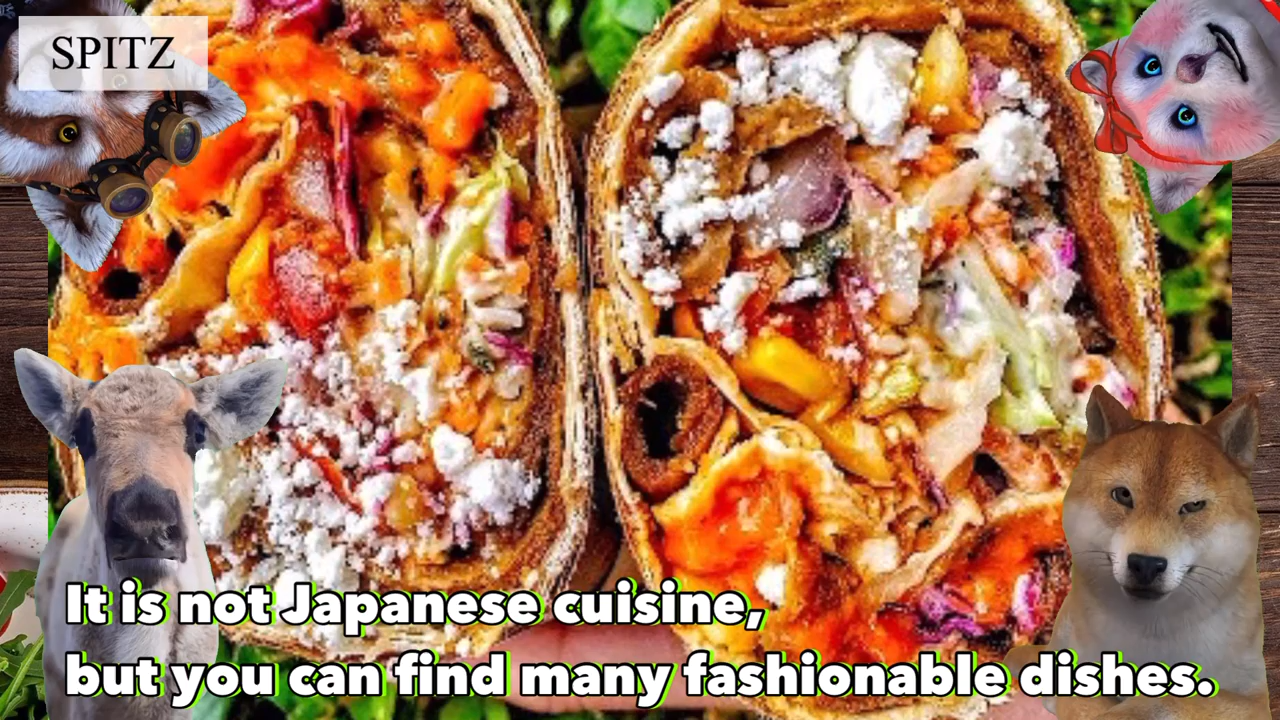 SPITZ
It is not Japanese cuisine,
but you can find many fashionable dishes.